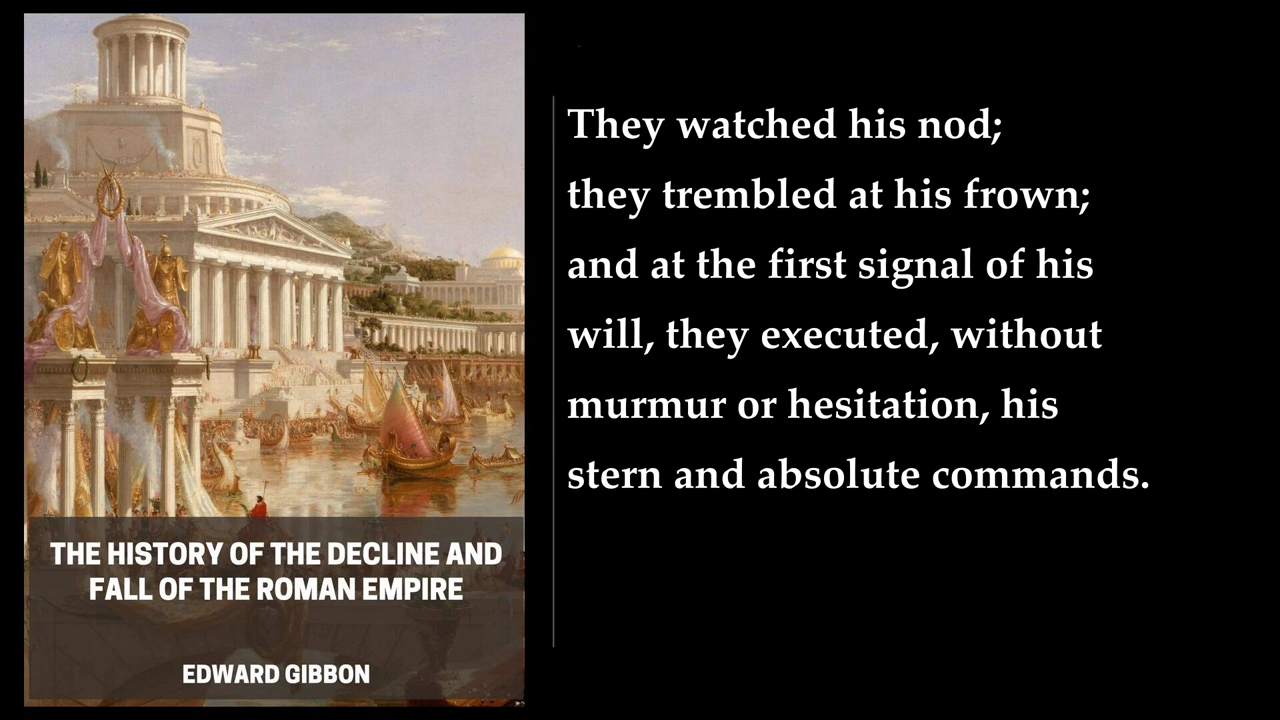 They watched his nod;
they trembled at his frown;
and at the first signal of his
will, they executed, without
murmur or hesitation, his
stern and absolute commands.
THE HISTORY OF THE DECLINE AND
FALL OF THE ROMAN EMPIRE
EDWARD GIBBON